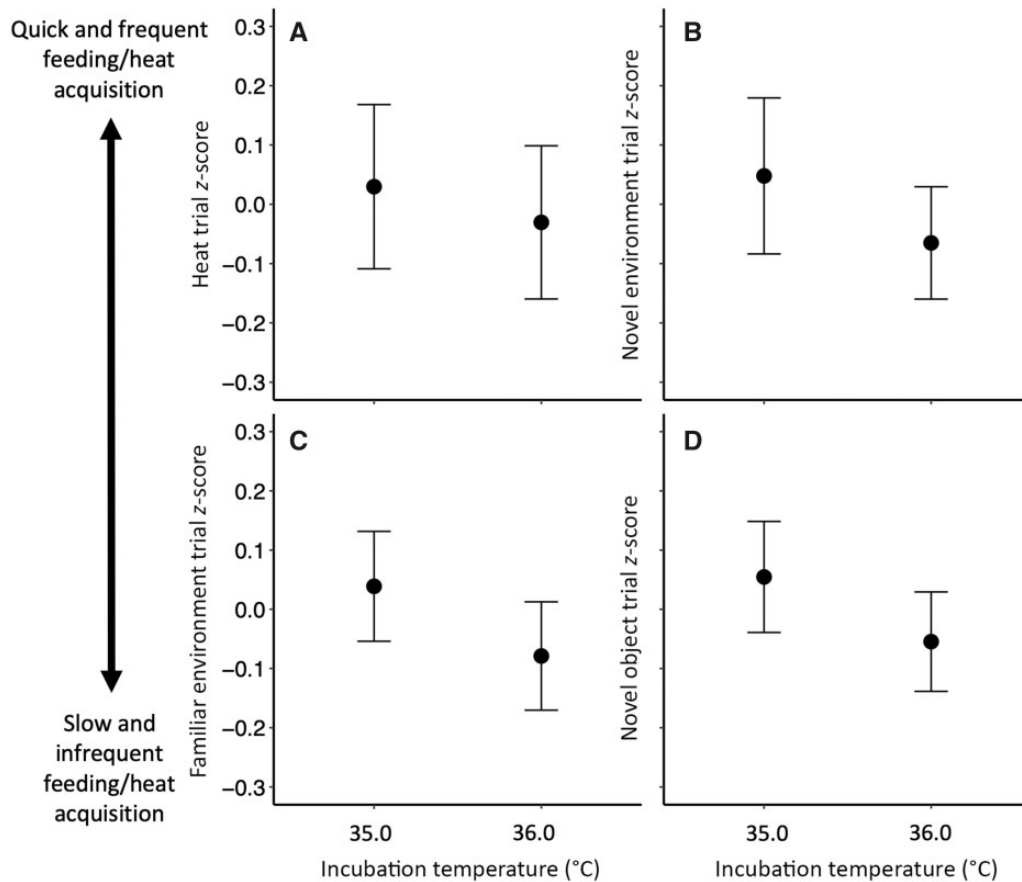 Quick and frequent
feeding/heat
acquisition
Slow and
infrequent
feeding/heat
acquisition
A
Heat trial z-score
0.3
0.2
0.1
0.0
−0.1
−0.2
−0.3
B
Novel environment trial z-score
C
Familiar environment trial z-score
0.3
0.2
0.1
0.0
−0.1
−0.2
−0.3
35.0 36.0
Incubation temperature (°C)
D
Novel object trial z-score
35.0 36.0
Incubation temperature (°C)